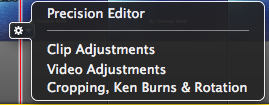 Precision Editor
Clip Adjustments
Video Adjustments
Cropping, Ken Burns & Rotation